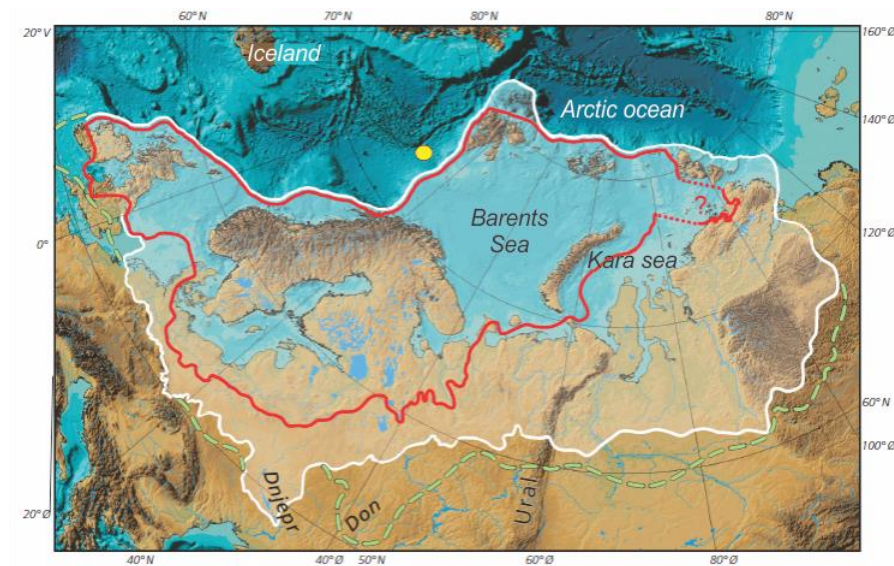 60°N 70°N 80°N 80°N
20°V
160°Ø
Iceland
Arctic ocean
140°Ø
Barents
Sea
?
0°
Kara sea
120°Ø
60°N
100°Ø
Dnjepr
Don
Ural
20°Ø
40°N 40°Ø 50°N 60°Ø 80°Ø